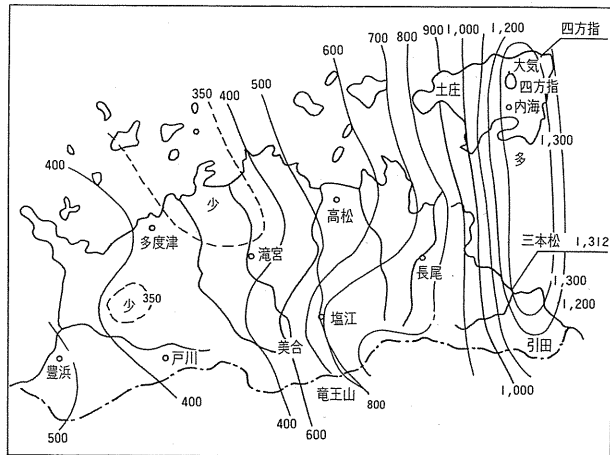 600
700
800
900
1,000
1,200
四方指
大気
四方指
内海
土庄
500
400
350
400
1,300
多
少
多度津
滝宮
高松
長尾
三本松 1,312
少
350
塩江
1,300
1,200
豊浜
戸川
美合
竜王山
引田
400
400
600
800
1,000
500